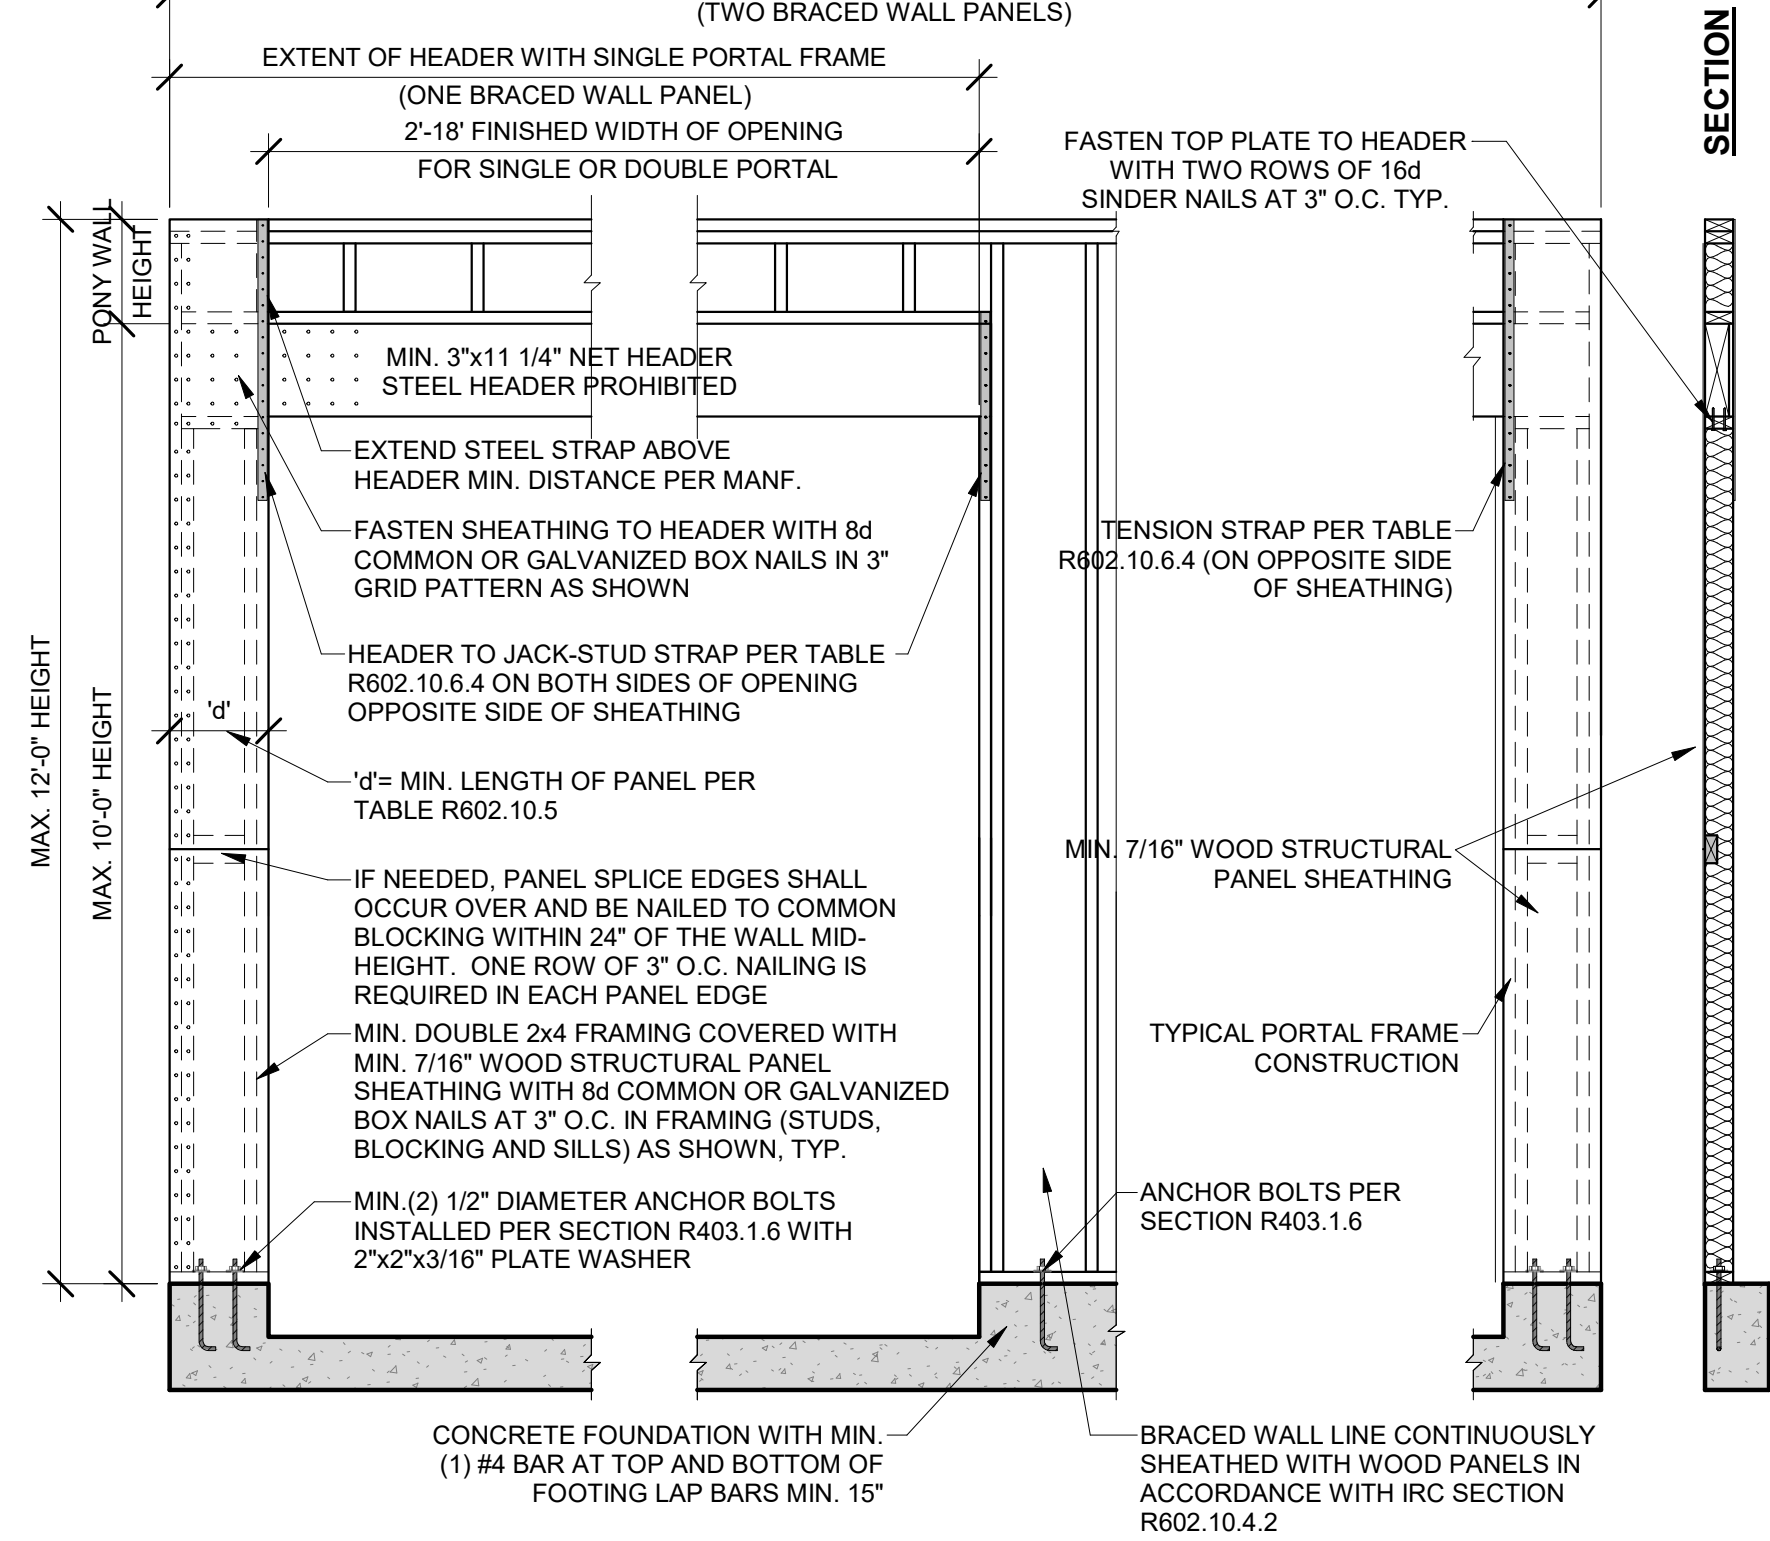 (TWO BRACED WALL PANELS)
EXTENT OF HEADER WITH SINGLE PORTAL FRAME
(ONE BRACED WALL PANEL)
2'-18' FINISHED WIDTH OF OPENING
FOR SINGLE OR DOUBLE PORTAL
FASTEN TOP PLATE TO HEADER
WITH TWO ROWS OF 16d
SINDER NAILS AT 3" O.C. TYP.
SECTION
PONY WALL
HEIGHT
MIN. 3"x11 1/4" NET HEADER
STEEL HEADER PROHIBITED
EXTEND STEEL STRAP ABOVE
HEADER MIN. DISTANCE PER MANF.
FASTEN SHEATHING TO HEADER WITH 8d
COMMON OR GALVANIZED BOX NAILS IN 3"
GRID PATTERN AS SHOWN
TENSION STRAP PER TABLE
R602.10.6.4 (ON OPPOSITE SIDE
OF SHEATHING)
HEADER TO JACK-STUD STRAP PER TABLE
R602.10.6.4 ON BOTH SIDES OF OPENING
OPPOSITE SIDE OF SHEATHING
MAX. 12'-0" HEIGHT
MAX. 10'-0" HEIGHT
'd'
'd'= MIN. LENGTH OF PANEL PER
TABLE R602.10.5
MIN. 7/16" WOOD STRUCTURAL
PANEL SHEATHING
IF NEEDED, PANEL SPLICE EDGES SHALL
OCCUR OVER AND BE NAILED TO COMMON
BLOCKING WITHIN 24" OF THE WALL MID-
HEIGHT.  ONE ROW OF 3" O.C. NAILING IS
REQUIRED IN EACH PANEL EDGE
MIN. DOUBLE 2x4 FRAMING COVERED WITH
MIN. 7/16" WOOD STRUCTURAL PANEL
SHEATHING WITH 8d COMMON OR GALVANIZED
BOX NAILS AT 3" O.C. IN FRAMING (STUDS,
BLOCKING AND SILLS) AS SHOWN, TYP.
TYPICAL PORTAL FRAME
CONSTRUCTION
MIN.(2) 1/2" DIAMETER ANCHOR BOLTS
INSTALLED PER SECTION R403.1.6 WITH
2"x2"x3/16" PLATE WASHER
ANCHOR BOLTS PER
SECTION R403.1.6
CONCRETE FOUNDATION WITH MIN.
(1) #4 BAR AT TOP AND BOTTOM OF
FOOTING LAP BARS MIN. 15"
BRACED WALL LINE CONTINUOUSLY
SHEATHED WITH WOOD PANELS IN
ACCORDANCE WITH IRC SECTION
R602.10.4.2